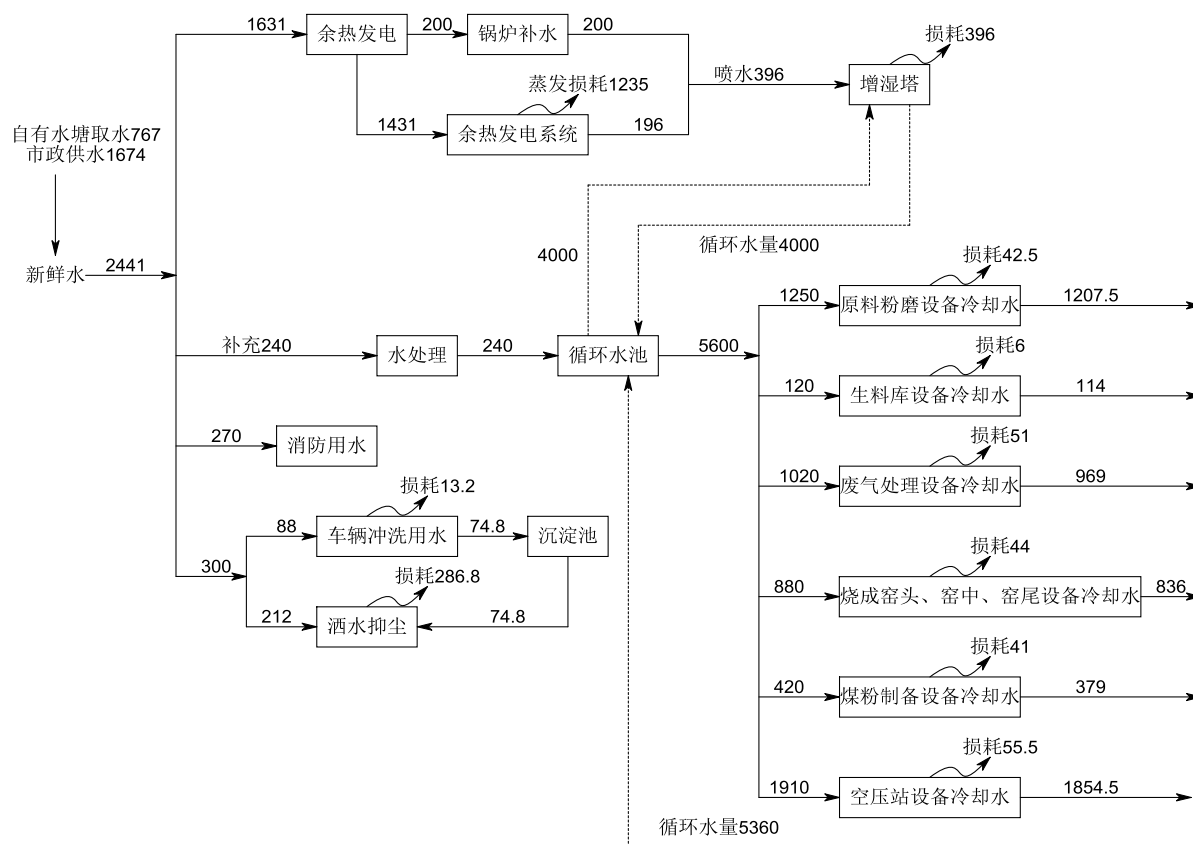 1631
余热发电
200
锅炉补水
200
损耗396
喷水396
增湿塔
蒸发损耗1235
1431
余热发电系统
196
自有水塘取水767
市政供水1674
新鲜水
2441
4000
循环水量4000
补充240
水处理
240
循环水池
5600
1250
损耗42.5
原料粉磨设备冷却水
1207.5
120
损耗6
生料库设备冷却水
114
270
消防用水
1020
损耗51
废气处理设备冷却水
969
300
88
损耗13.2
车辆冲洗用水
74.8
沉淀池
212
损耗286.8
洒水抑尘
74.8
880
损耗44
烧成窑头、窑中、窑尾设备冷却水
836
420
损耗41
煤粉制备设备冷却水
379
1910
损耗55.5
空压站设备冷却水
1854.5
循环水量5360